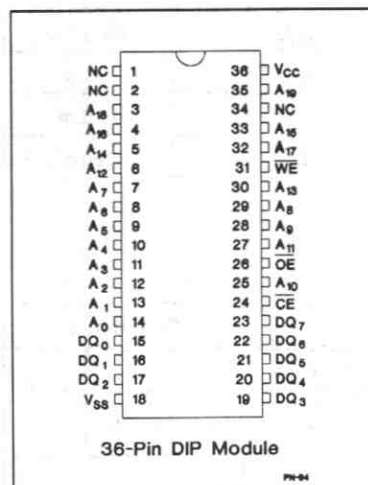 NC 1 36 VCC
NC 2 35 A19
A18 3 34 NC
A16 4 33 A15
A14 5 32 A17
A12 6 31 W̅E̅
A7 7 30 A13
A6 8 29 A8
A5 9 28 A9
A4 10 27 A11
A3 11 26 O̅E̅
A2 12 25 A10
A1 13 24 C̅E̅
A0 14 23 DQ7
DQ0 15 22 DQ6
DQ1 16 21 DQ5
DQ2 17 20 DQ4
VSS 18 19 DQ3
36-Pin DIP Module
PN-94